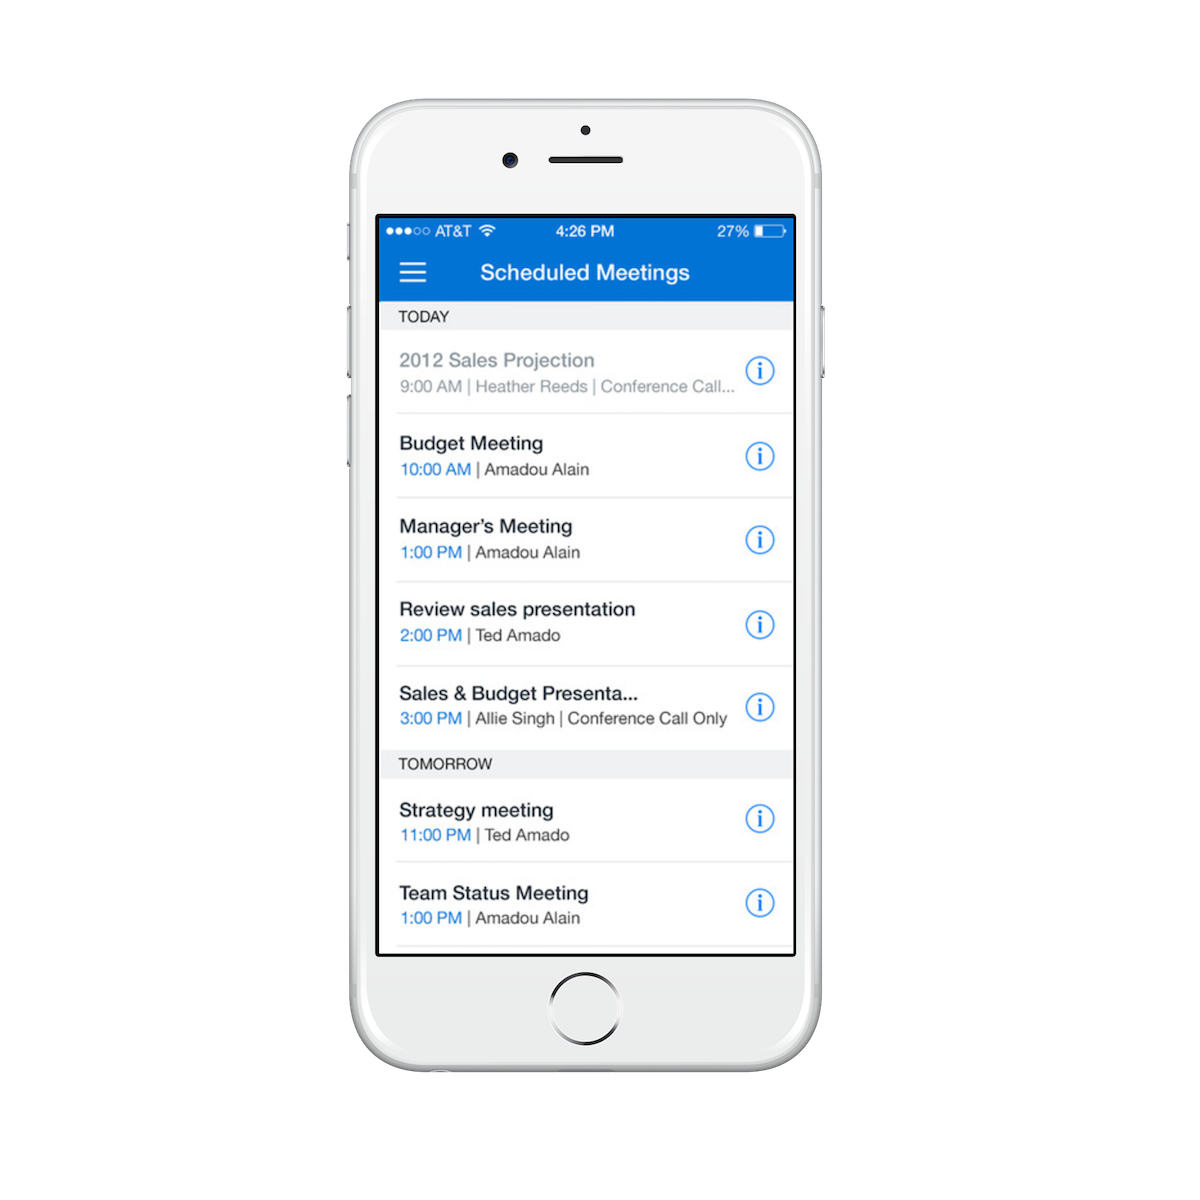 AT&T 4:26 PM 27%
Scheduled Meetings
TODAY
2012 Sales Projection
9:00 AM | Heather Reeds | Conference Call...
Budget Meeting
10:00 AM | Amadou Alain
Manager’s Meeting
1:00 PM | Amadou Alain
Review sales presentation
2:00 PM | Ted Amado
Sales & Budget Presenta...
3:00 PM | Allie Singh | Conference Call Only
TOMORROW
Strategy meeting
11:00 PM | Ted Amado
Team Status Meeting
1:00 PM | Amadou Alain